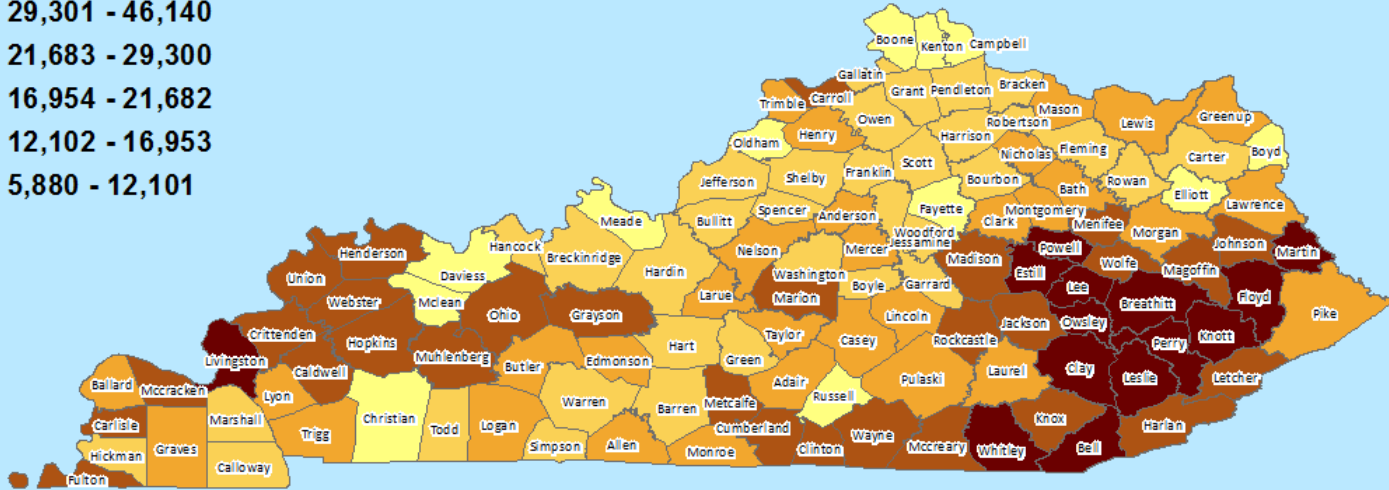 29,301 - 46,140
21,683 - 29,300
16,954 - 21,682
12,102 - 16,953
5,880 - 12,101
Boone
Kenton
Campbell
Gallatin
Grant
Pendleton
Bracken
Trimble
Carroll
Owen
Mason
Robertson
Lewis
Greenup
Oldham
Henry
Harrison
Nicholas
Fleming
Carter
Boyd
Jefferson
Shelby
Franklin
Scott
Bourbon
Bath
Rowan
Elliott
Lawrence
Meade
Bullitt
Spencer
Anderson
Woodford
Fayette
Clark
Montgomery
Menifee
Morgan
Johnson
Martin
Henderson
Hancock
Breckinridge
Nelson
Mercer
Jessamine
Madison
Powell
Estill
Wolfe
Magoffin
Floyd
Union
Daviess
Hardin
Washington
Boyle
Garrard
Lee
Breathitt
Pike
Webster
Mclean
Ohio
Grayson
Larue
Marion
Lincoln
Rockcastle
Jackson
Owsley
Perry
Knott
Crittenden
Hopkins
Muhlenberg
Butler
Edmonson
Hart
Green
Taylor
Casey
Pulaski
Laurel
Clay
Leslie
Letcher
Livingston
Caldwell
Ballard
Mccracken
Lyon
Marshall
Christian
Todd
Logan
Warren
Barren
Metcalfe
Adair
Russell
Cumberland
Clinton
Wayne
Mccreary
Whitley
Knox
Bell
Harlan
Carlisle
Hickman
Graves
Calloway
Trigg
Simpson
Allen
Monroe
Fulton